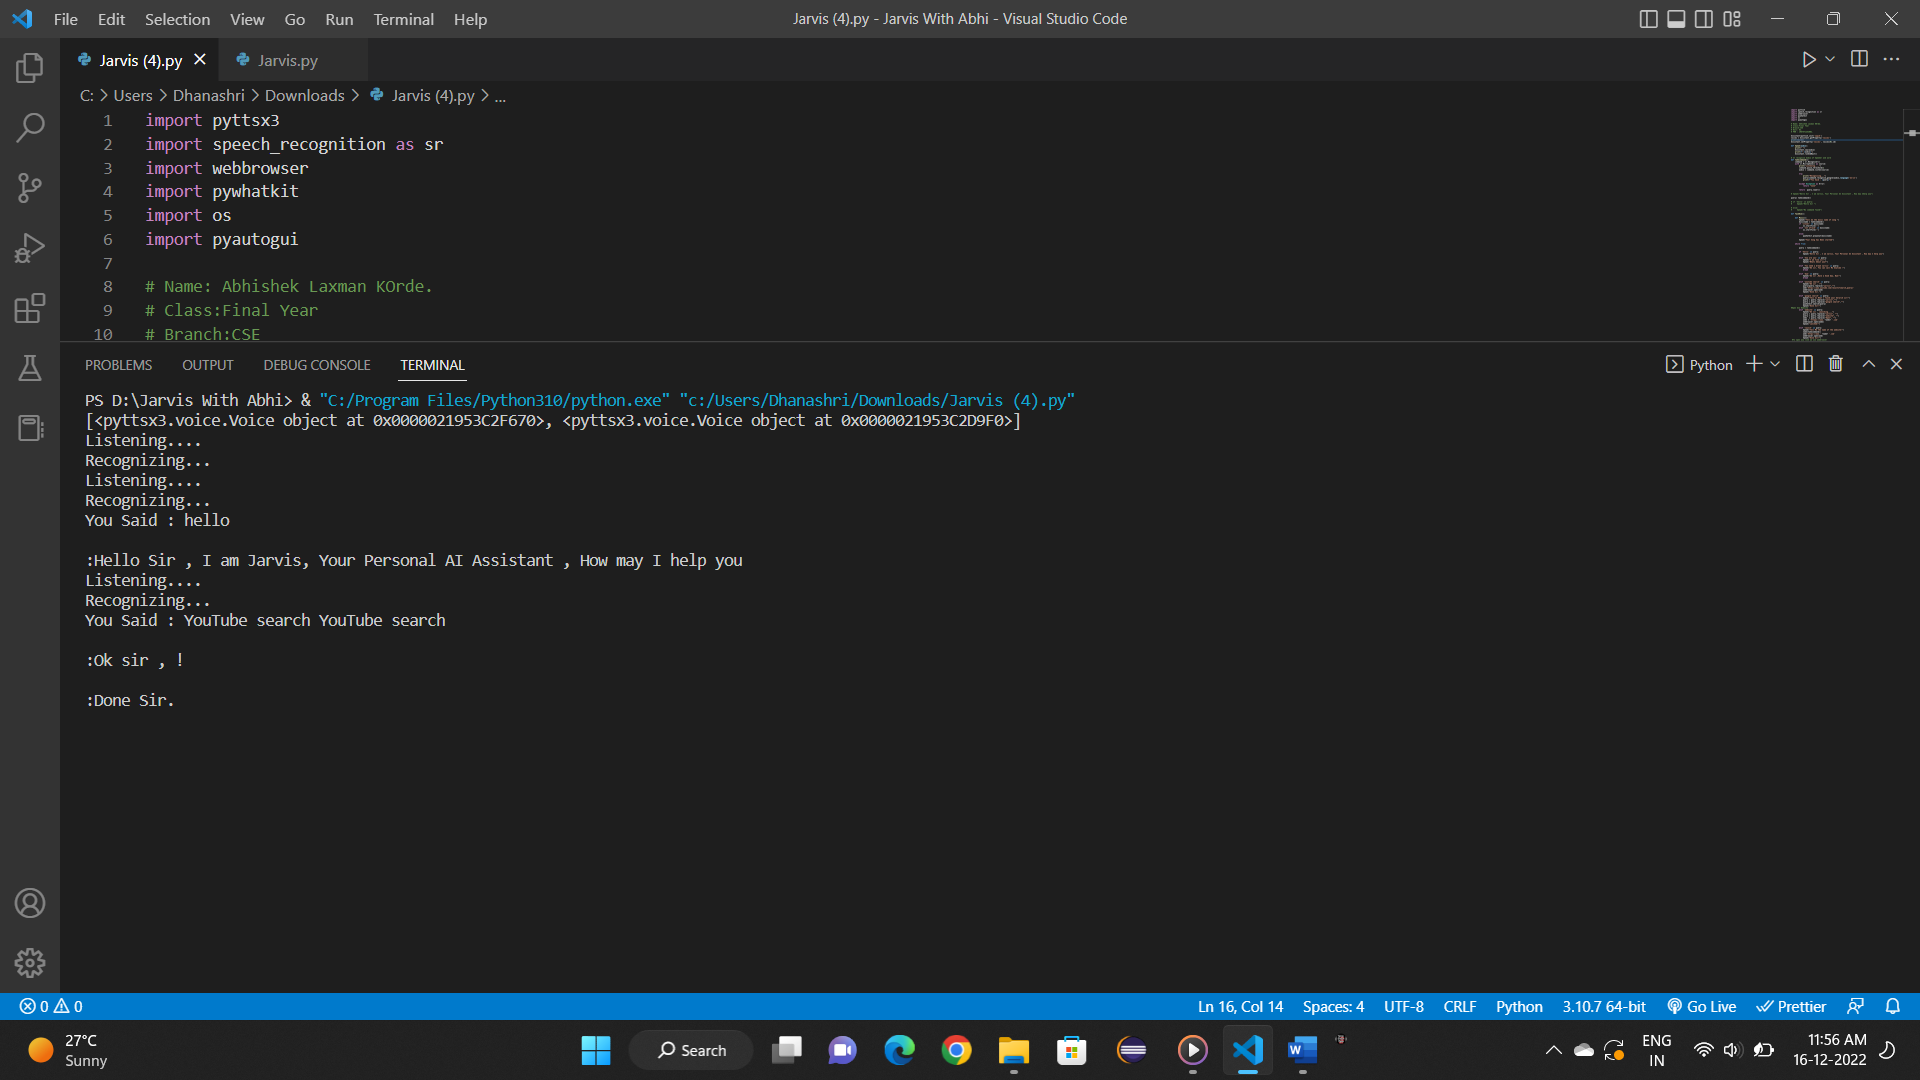 File Edit Selection View Go Run Terminal Help
Jarvis (4).py - Jarvis With Abhi - Visual Studio Code
Jarvis (4).py Jarvis.py
C: > Users > Dhanashri > Downloads > Jarvis (4).py > ...
1 import pyttsx3
2 import speech_recognition as sr
3 import webbrowser
4 import pywhatkit
5 import os
6 import pyautogui
7
8 # Name: Abhishek Laxman KOrde.
9 # Class:Final Year
10 # Branch:CSE
PROBLEMS OUTPUT DEBUG CONSOLE TERMINAL
Python
PS D:\Jarvis With Abhi> & "C:/Program Files/Python310/python.exe" "c:/Users/Dhanashri/Downloads/Jarvis (4).py"
[<pyttsx3.voice.Voice object at 0x0000021953C2F670>, <pyttsx3.voice.Voice object at 0x0000021953C2D9F0>]
Listening....
Recognizing...
Listening....
Recognizing...
You Said : hello
:Hello Sir , I am Jarvis, Your Personal AI Assistant , How may I help you
Listening....
Recognizing...
You Said : YouTube search YouTube search
:Ok sir , !
:Done Sir.
0 0
Ln 16, Col 14 Spaces: 4 UTF-8 CRLF Python 3.10.7 64-bit Go Live Prettier
27°C
Sunny
Search
ENG
IN
11:56 AM
16-12-2022